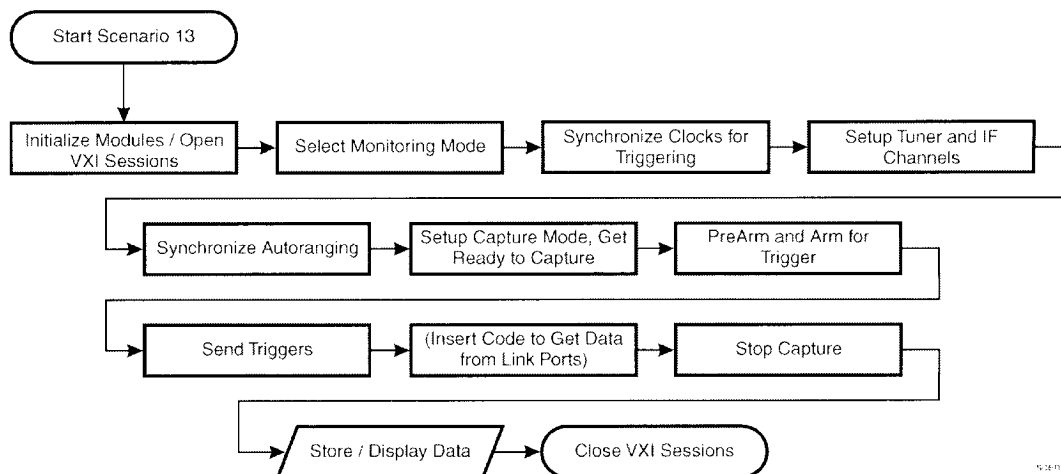 Start Scenario 13
Initialize Modules / Open
VXI Sessions
Select Monitoring Mode
Synchronize Clocks for
Triggering
Setup Tuner and IF
Channels
Synchronize Autoranging
Setup Capture Mode, Get
Ready to Capture
PreArm and Arm for
Trigger
Send Triggers
(Insert Code to Get Data
from Link Ports)
Stop Capture
Store / Display Data
Close VXI Sessions